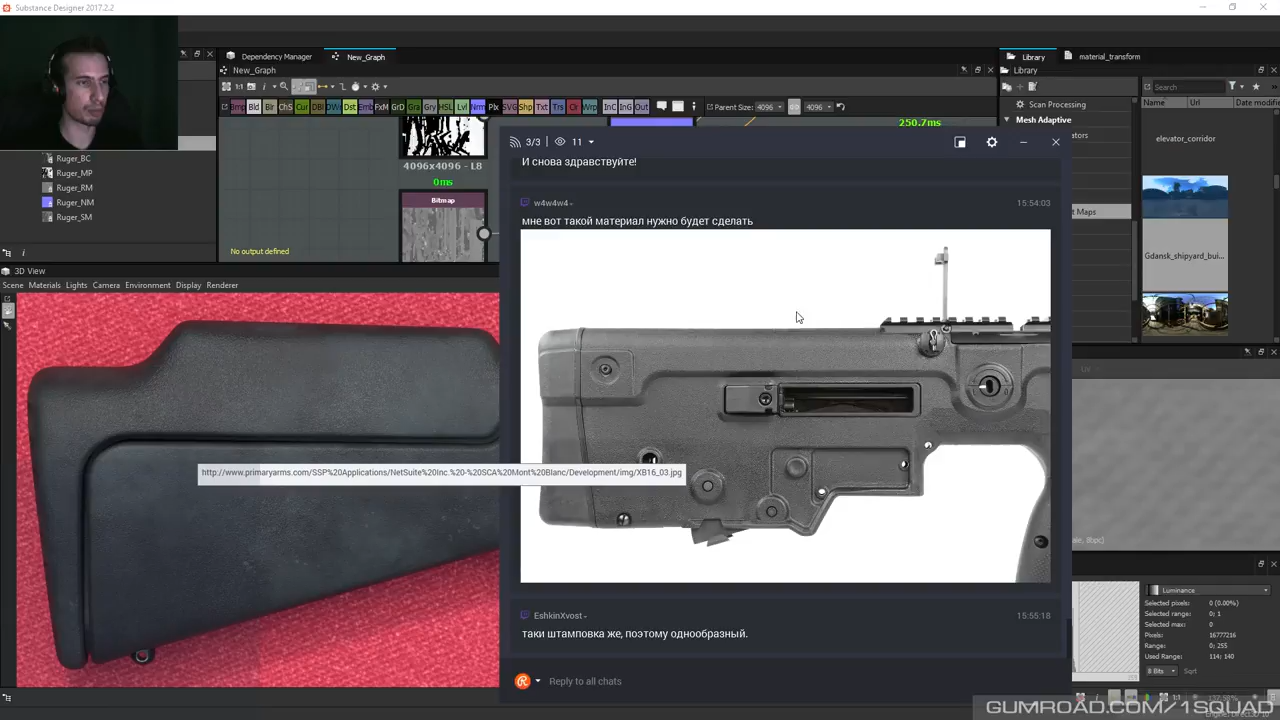 Substance Designer 2017.2.2
Dependency Manager
New_Graph
Library
material_transform
New_Graph
Library
Parent Size: 4096
4096
Search
Name
Url
Date modifie
Scan Processing
Mesh Adaptive
elevator_corridor
Gdansk_shipyard_bui...
250.7ms
4096x4096 - L8
0ms
Bitmap
No output defined
Ruger_BC
Ruger_MP
Ruger_RM
Ruger_NM
Ruger_SM
3D View
Scene Materials Lights Camera Environment Display Renderer
3/3 11
И снова здравствуйте!
w4w4w4
15:54:03
мне вот такой материал нужно будет сделать
http://www.primaryarms.com/SSP%20Applications/NetSuite%20Inc.%20-%20SCA%20Mont%20Blanc/Development/img/XB16_03.jpg
EshkinXvost
15:55:18
таки штамповка же, поэтому однообразный.
Reply to all chats
Luminance
Selected pixels: 0 (0.00%)
Selected range: 0; 1
Selected max: 0
Pixels: 16777216
Range: 0; 255
Used Range: 114; 140
8 Bits
Sqrt
GUMROAD.COM/1SQUAD